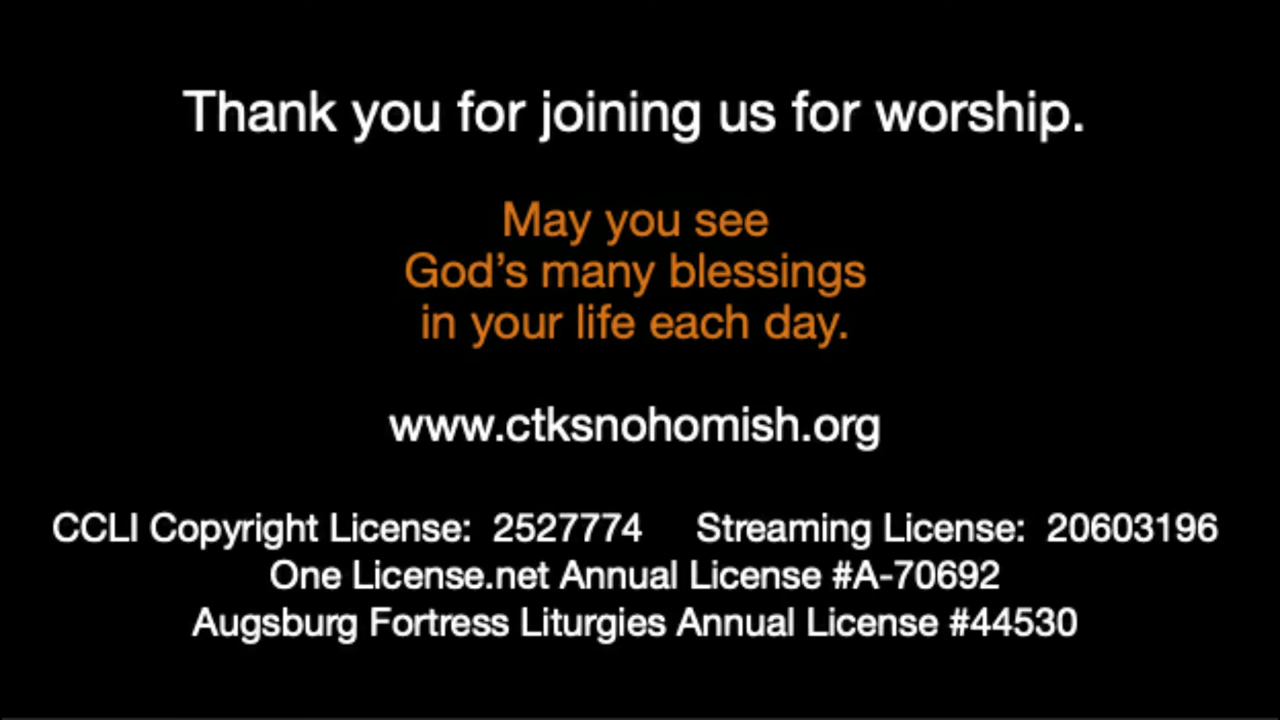 Thank you for joining us for worship.
May you see
God's many blessings
in your life each day.
www.ctksnohomish.org
CCLI Copyright License: 2527774 Streaming License: 20603196
One License.net Annual License #A-70692
Augsburg Fortress Liturgies Annual License #44530